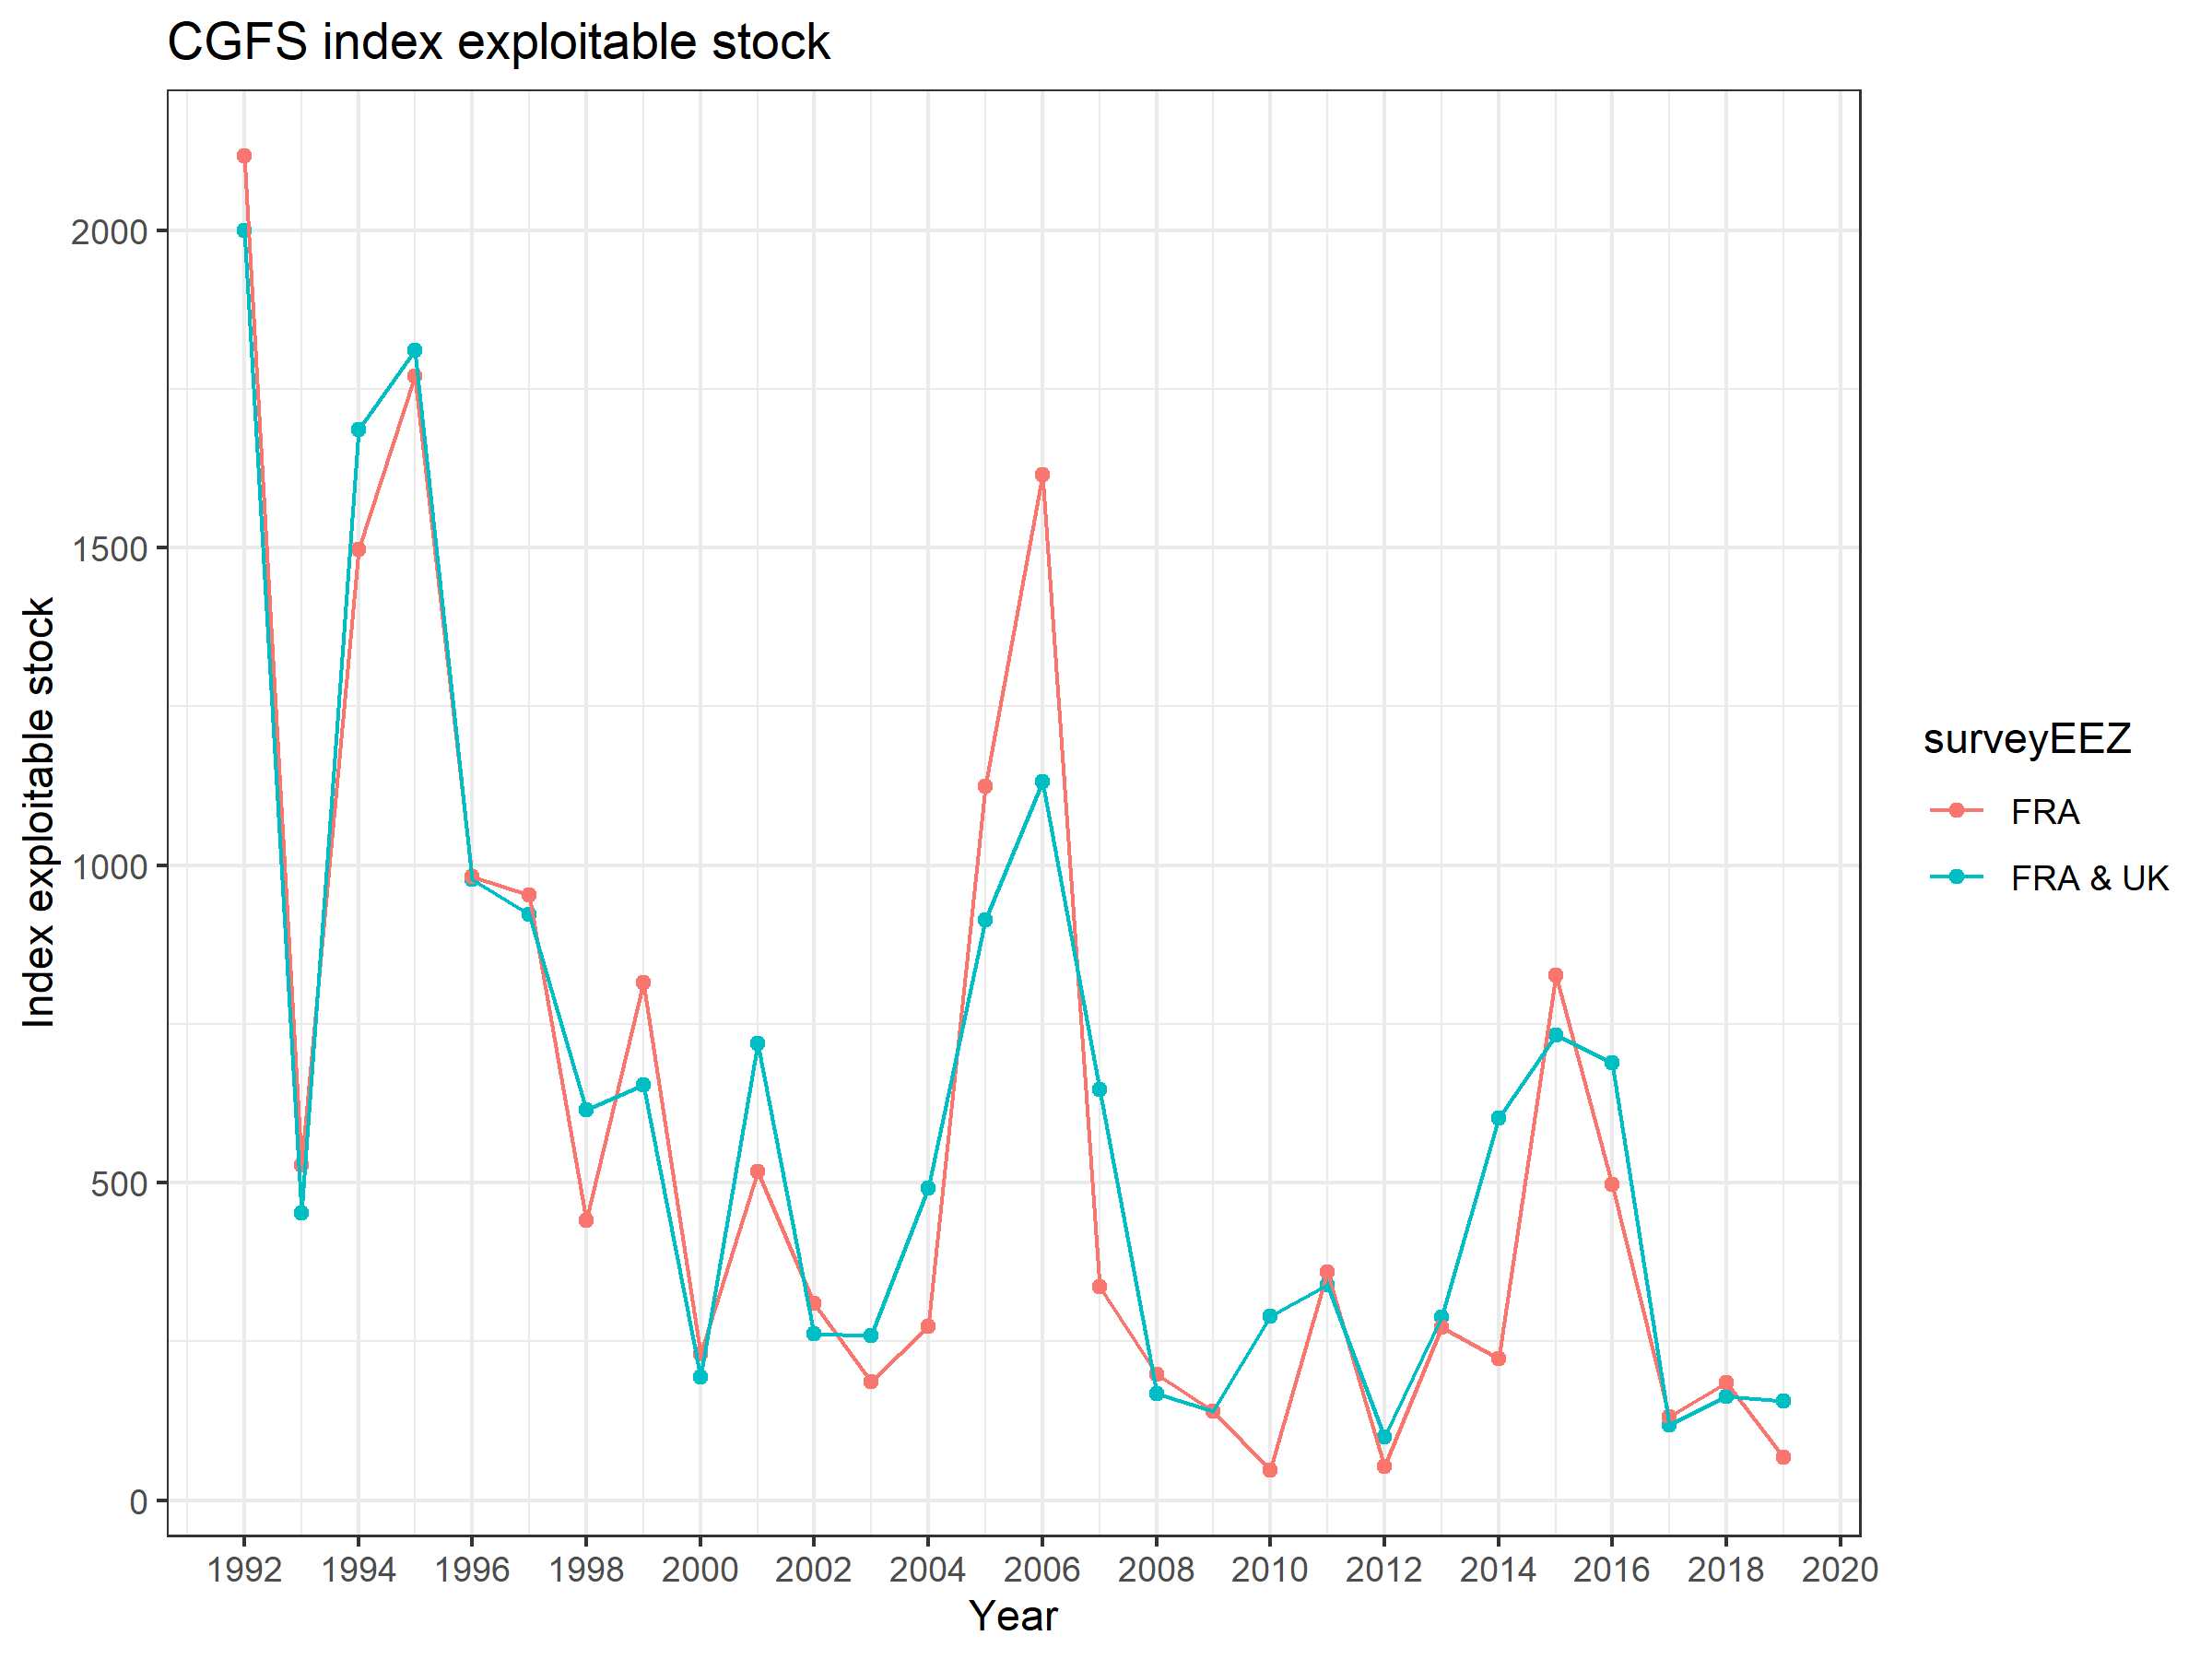 CGFS index exploitable stock
Index exploitable stock
2000
1500
1000
500
0
1992 1994 1996 1998 2000 2002 2004 2006 2008 2010 2012 2014 2016 2018 2020
Year
surveyEEZ
FRA
FRA & UK